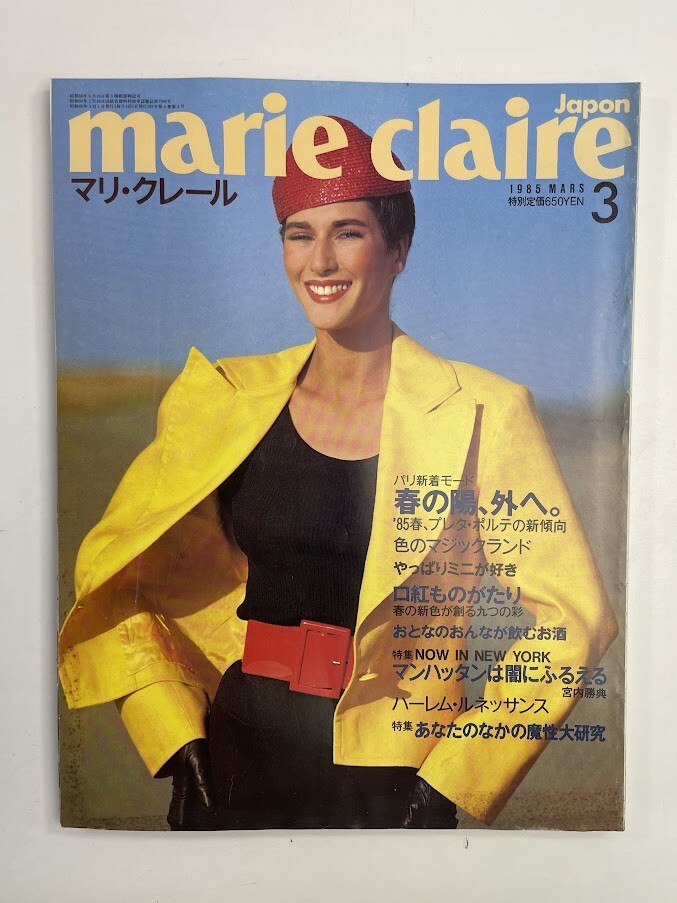 Japon
marie claire
マリ・クレール
1985 MARS
特別定価650YEN
3
パリ新着モード
春の陽、外へ。
'85春、プレタ・ポルテの新傾向
色のマジックランド
やっぱりミニが好き
口紅ものがたり
春の新色が創る九つの彩
おとなのおんなが飲むお酒
特集 NOW IN NEW YORK
マンハッタンは闇にふるえる
宮内勝典
ハーレム・ルネッサンス
特集 あなたのなかの魔性大研究